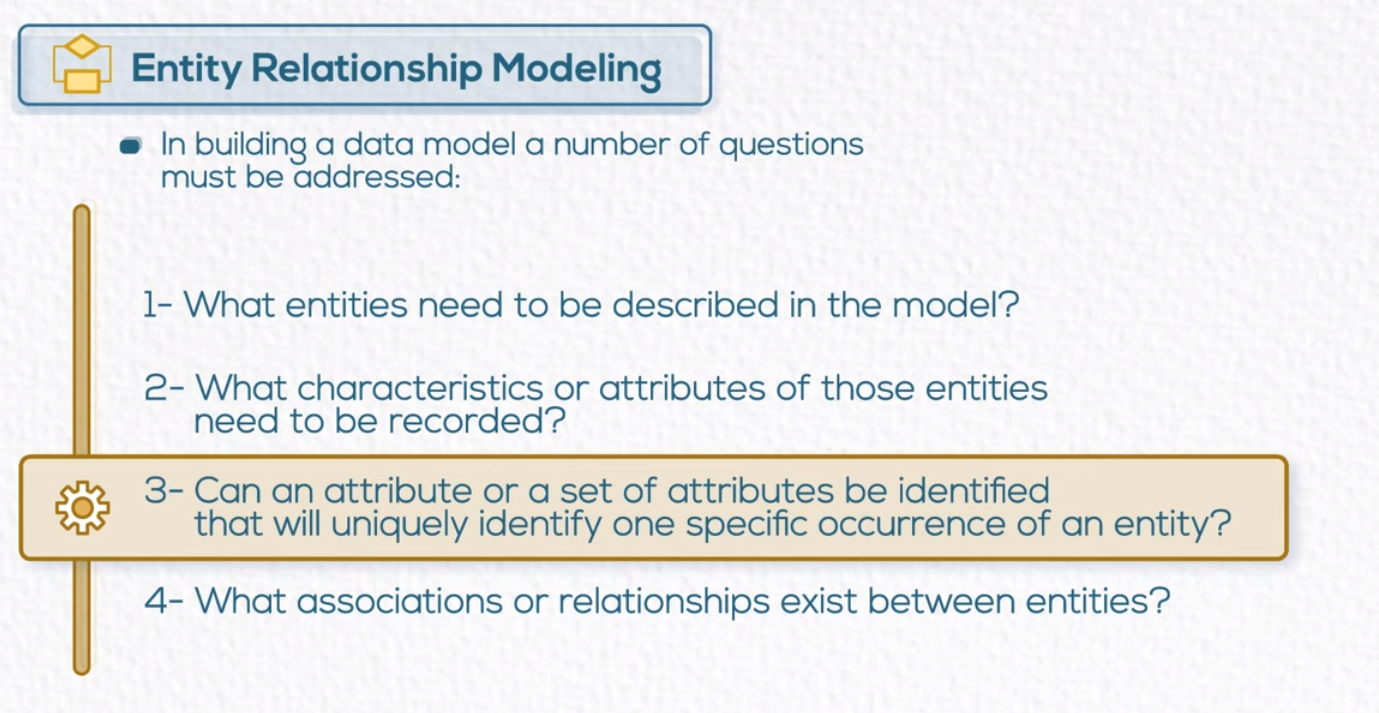 Entity Relationship Modeling
In building a data model a number of questions
must be addressed:
1- What entities need to be described in the model?
2- What characteristics or attributes of those entities
need to be recorded?
3- Can an attribute or a set of attributes be identified
that will uniquely identify one specific occurrence of an entity?
4- What associations or relationships exist between entities?